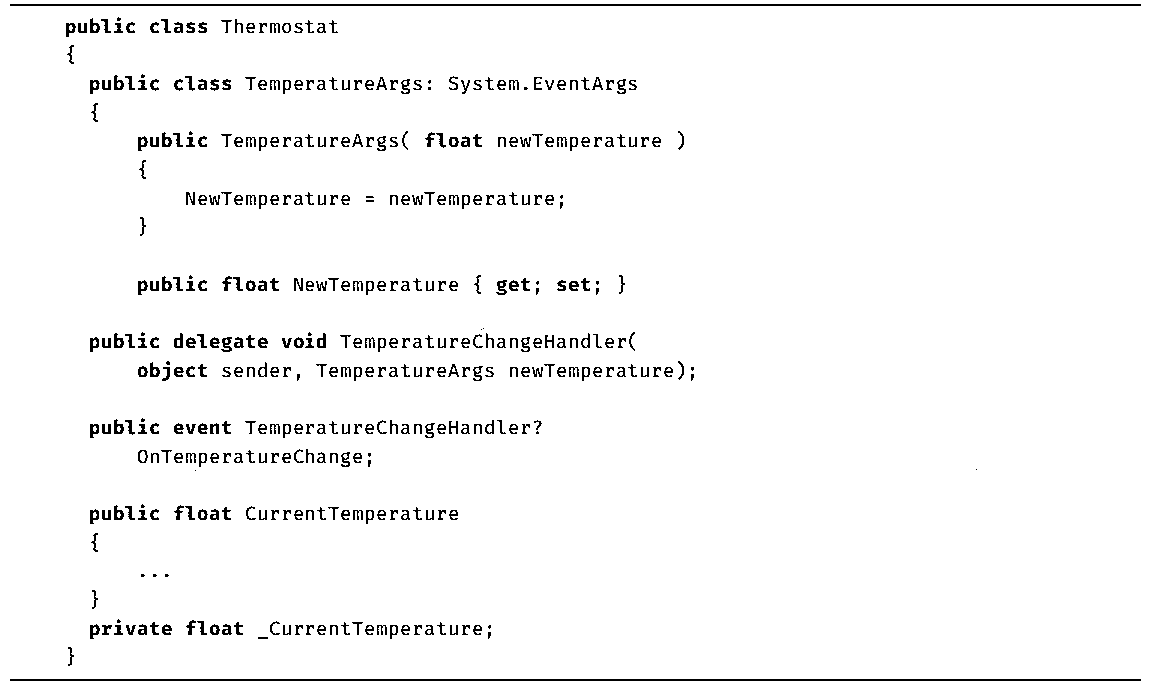 public class Thermostat
{
public class TemperatureArgs: System.EventArgs
{
public TemperatureArgs( float newTemperature )
{
NewTemperature = newTemperature;
}
public float NewTemperature { get; set; }
public delegate void TemperatureChangeHandler(
object sender, TemperatureArgs newTemperature);
public event TemperatureChangeHandler?
OnTemperatureChange;
public float CurrentTemperature
{
...
}
private float _CurrentTemperature;
}